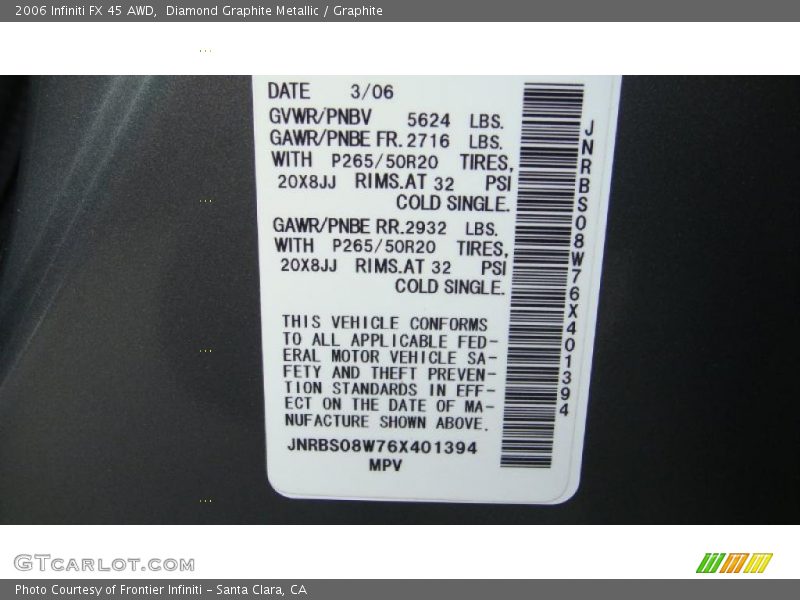 2006 Infiniti FX 45 AWD,  Diamond Graphite Metallic / Graphite
DATE 3/06
GVWR/PNBV 5624 LBS.
GAWR/PNBE FR. 2716 LBS.
WITH P265/50R20 TIRES,
20X8JJ RIMS.AT 32 PSI
COLD SINGLE.
GAWR/PNBE RR. 2932 LBS.
WITH P265/50R20 TIRES,
20X8JJ RIMS.AT 32 PSI
COLD SINGLE.
THIS VEHICLE CONFORMS
TO ALL APPLICABLE FED-
ERAL MOTOR VEHICLE SA-
FETY AND THEFT PREVEN-
TION STANDARDS IN EFF-
ECT ON THE DATE OF MA-
NUFACTURE SHOWN ABOVE.
JNRBS08W76X401394
MPV
JNRBS08W76X401394
GTcarlot.com
Photo Courtesy of Frontier Infiniti - Santa Clara, CA